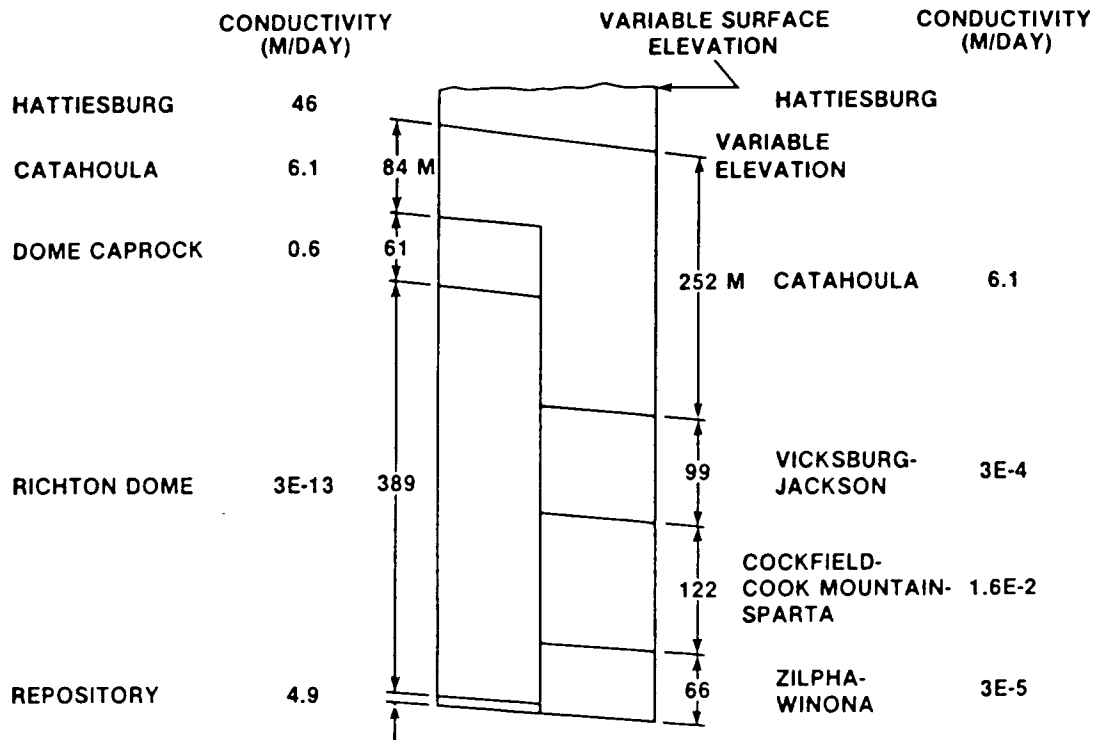 CONDUCTIVITY
(M/DAY)
VARIABLE SURFACE
ELEVATION
CONDUCTIVITY
(M/DAY)
HATTIESBURG 46
HATTIESBURG
VARIABLE
ELEVATION
CATAHOULA 6.1 84 M
DOME CAPROCK 0.6 61
252 M CATAHOULA 6.1
RICHTON DOME 3E-13 389
99 VICKSBURG-
JACKSON 3E-4
122 COCKFIELD-
COOK MOUNTAIN- 1.6E-2
SPARTA
REPOSITORY 4.9
66 ZILPHA-
WINONA 3E-5